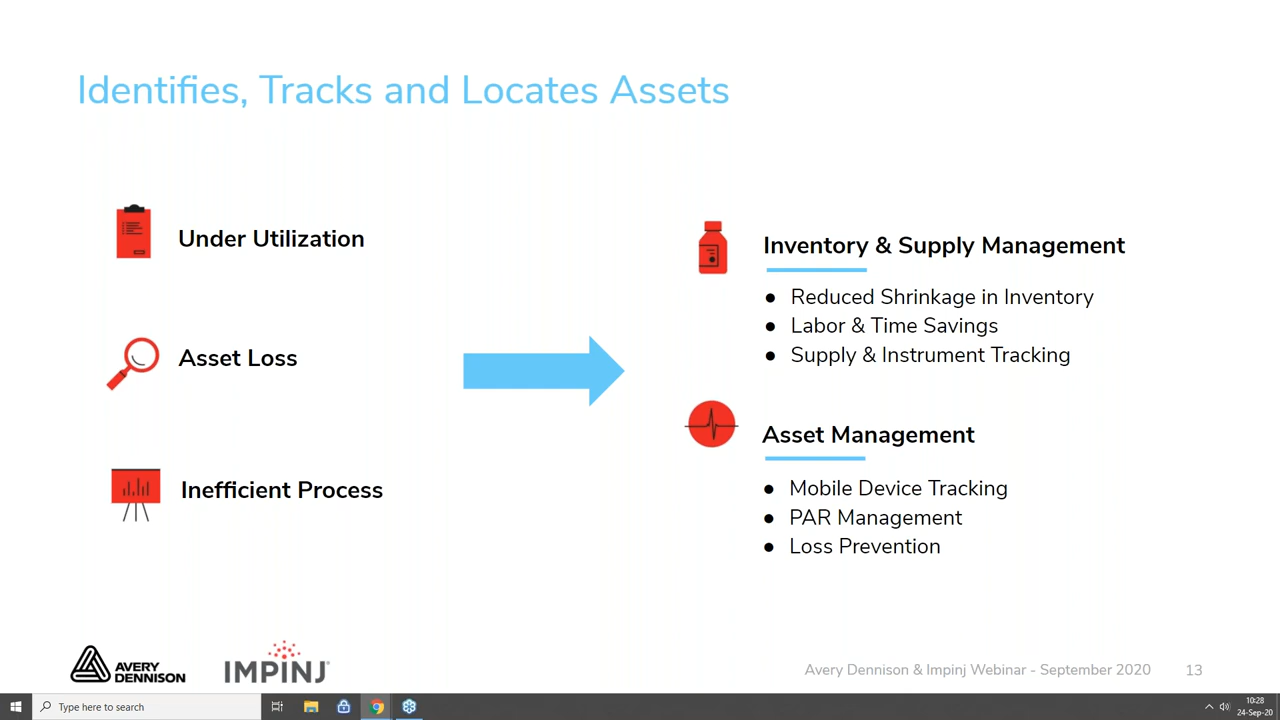 Identifies, Tracks and Locates Assets
Under Utilization
Asset Loss
Inefficient Process
Inventory & Supply Management
● Reduced Shrinkage in Inventory
● Labor & Time Savings
● Supply & Instrument Tracking
Asset Management
● Mobile Device Tracking
● PAR Management
● Loss Prevention
AVERY
DENNISON
IMPINJ
Avery Dennison & Impinj Webinar - September 2020
13
Type here to search
10:28
24-Sep-20